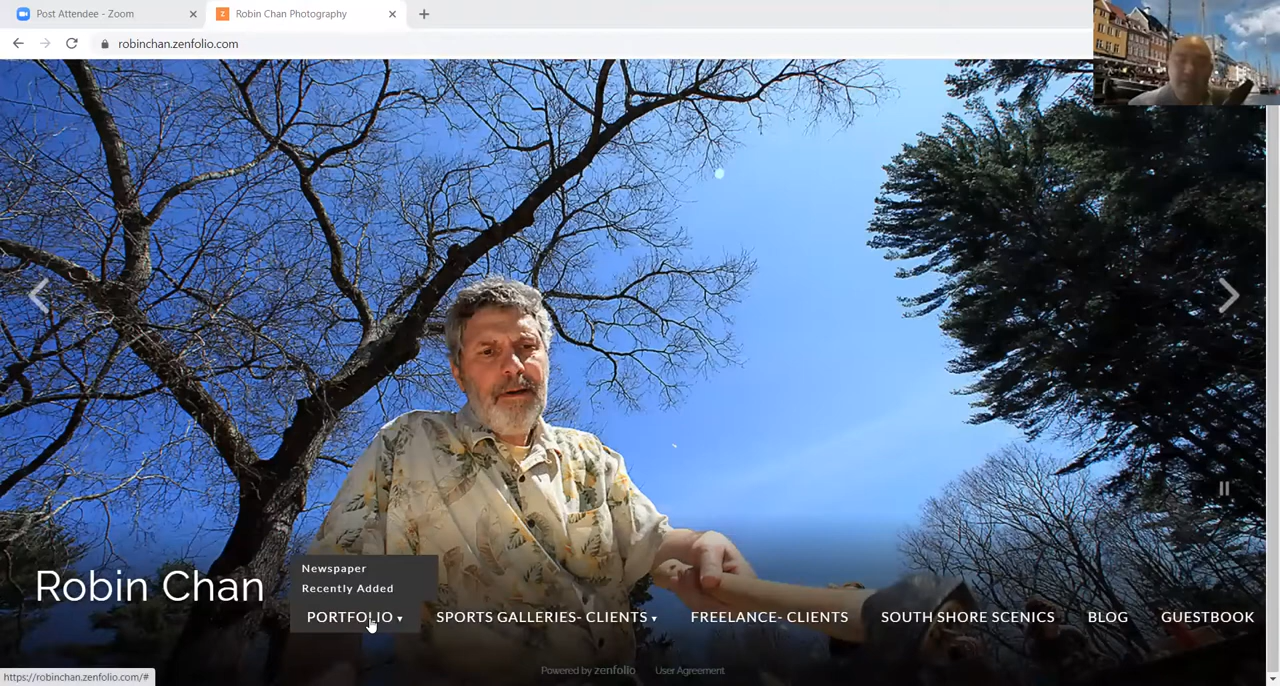 Post Attendee - Zoom
Robin Chan Photography
robinchan.zenfolio.com
Robin Chan
Newspaper
Recently Added
PORTFOLIO ▾
SPORTS GALLERIES- CLIENTS ▾
FREELANCE- CLIENTS
SOUTH SHORE SCENICS
BLOG
GUESTBOOK
Powered by zenfolio
User Agreement
https://robinchan.zenfolio.com/#